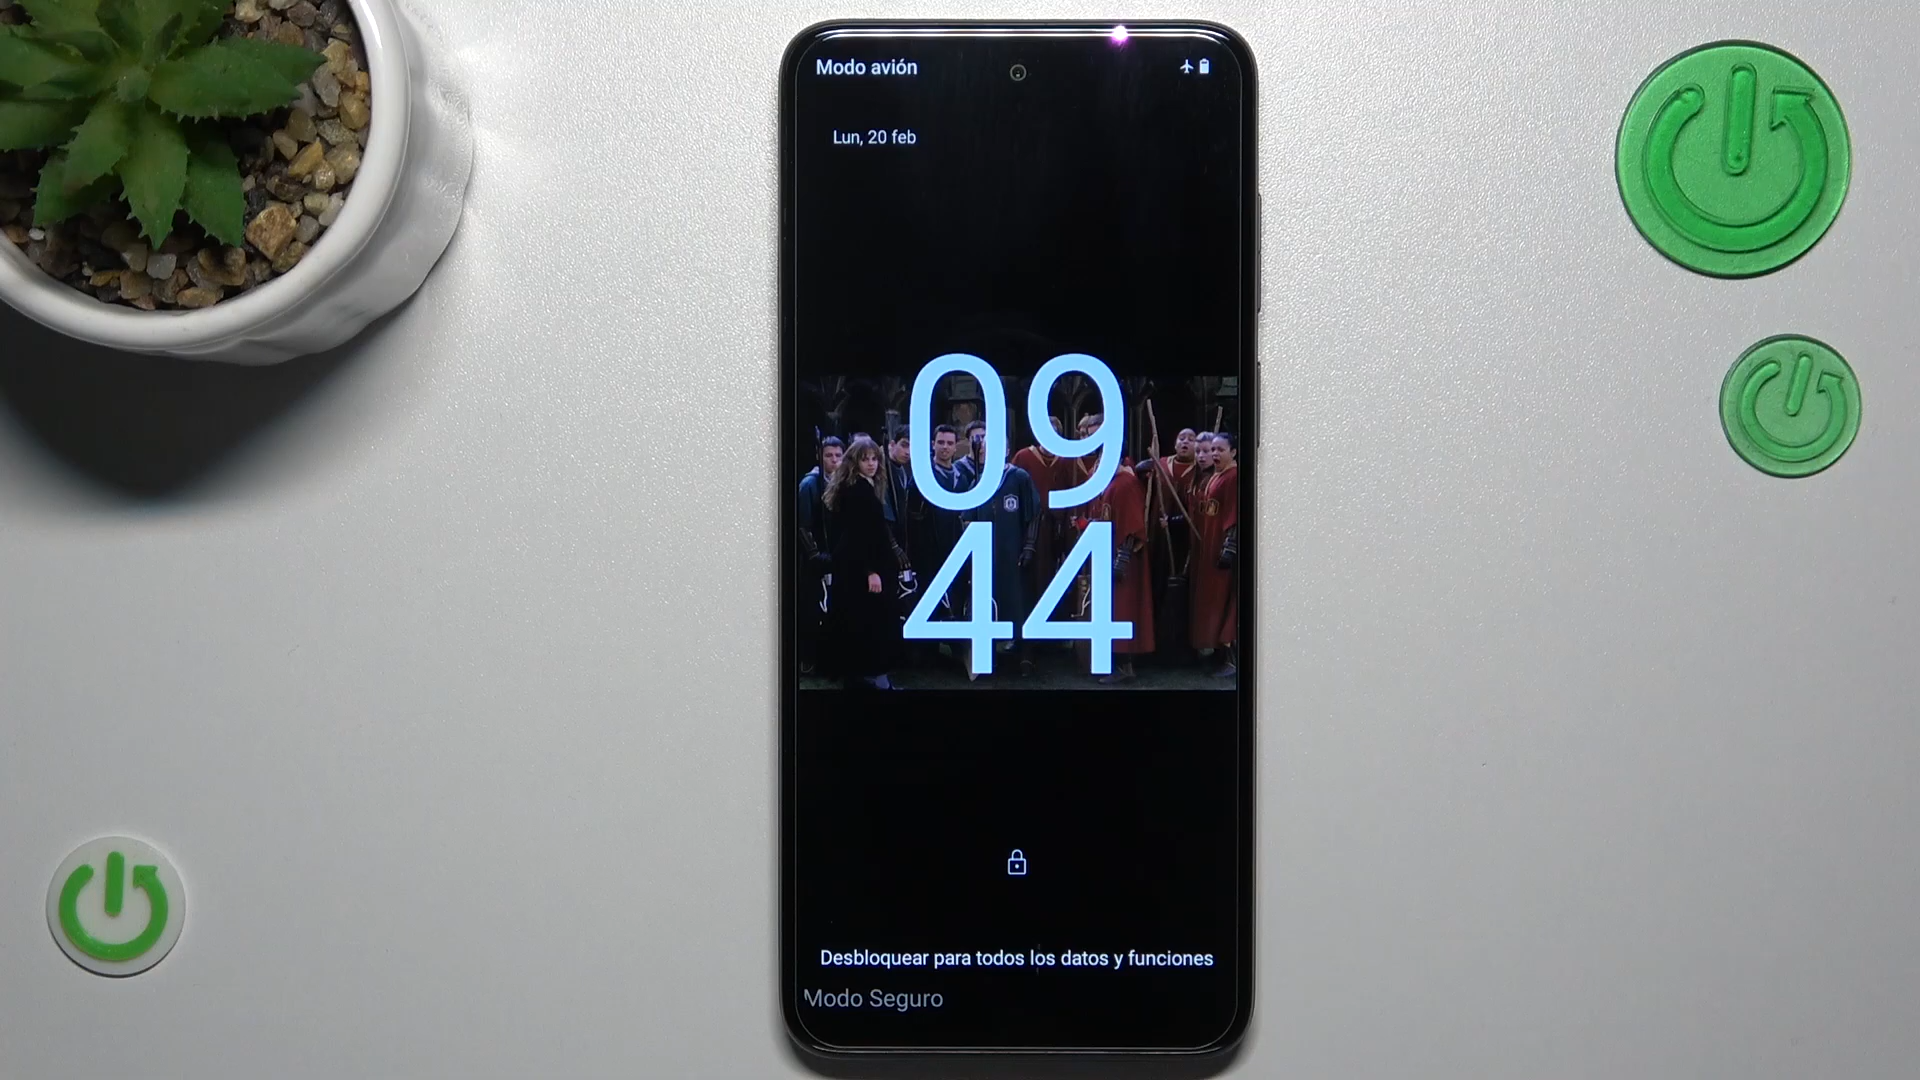 Modo avión
Lun, 20 feb
09
44
Desbloquear para todos los datos y funciones
Modo Seguro